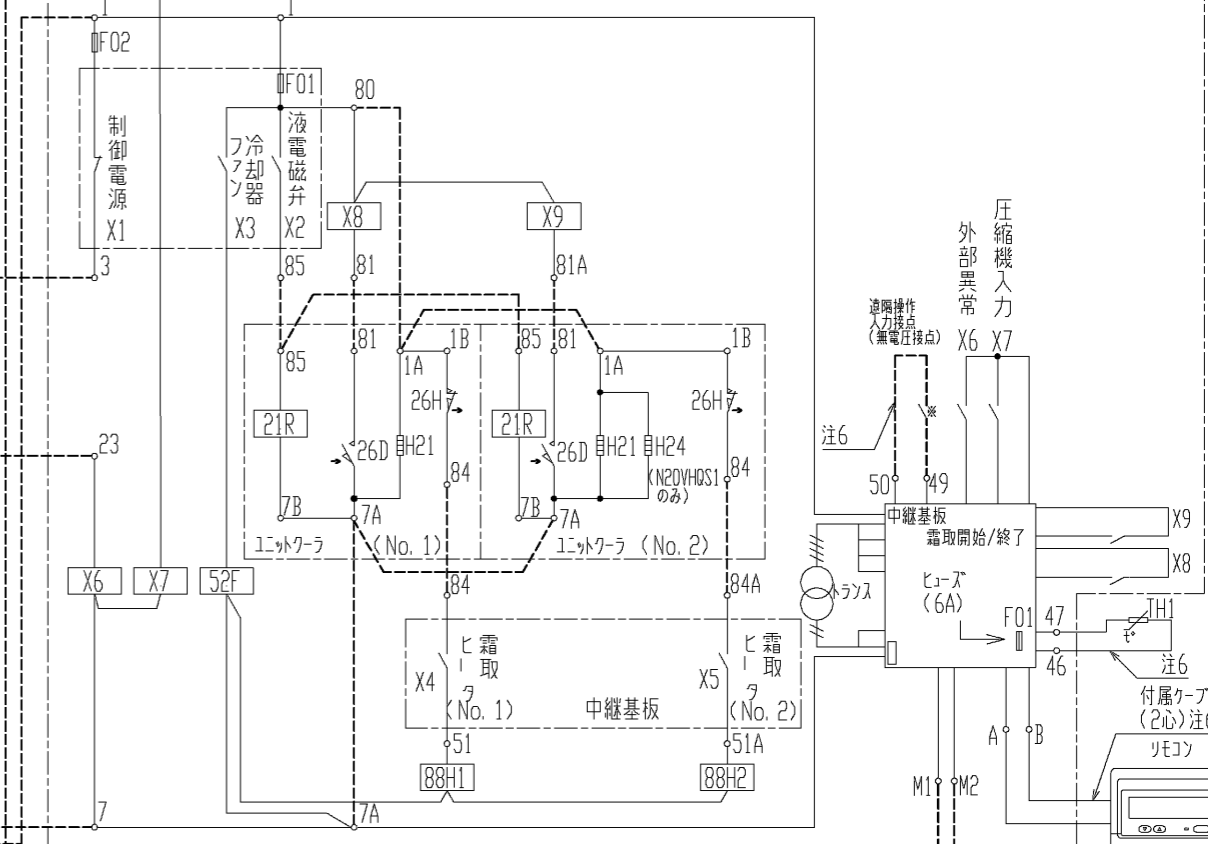 F02
F01
80
制御電源
X1
冷却器
ファン
X3
液電磁弁
X2
X8
X9
3
85
81
81A
85
81
1A
1B
85
81
1A
1B
21R
26D
H21
26H
84
21R
26D
H21
H24
(N20VHQS1
のみ)
26H
84
7B
7A
7B
7A
ユニットクーラ (No. 1)
ユニットクーラ (No. 2)
23
X6
X7
52F
84
84A
X4
霜取
ヒータ
(No. 1)
中継基板
X5
霜取
ヒータ
(No. 2)
51
51A
88H1
88H2
7
7A
遠隔操作
入力接点
(無電圧接点)
外部異常
X6
圧縮機入力
X7
※
注6
50
49
中継基板
霜取開始/終了
X9
X8
トランス
ヒューズ
(6A)
F01
47
46
TH1
t°
注6
付属ケーブ
(2心)注6
リモコン
A
B
M1
M2